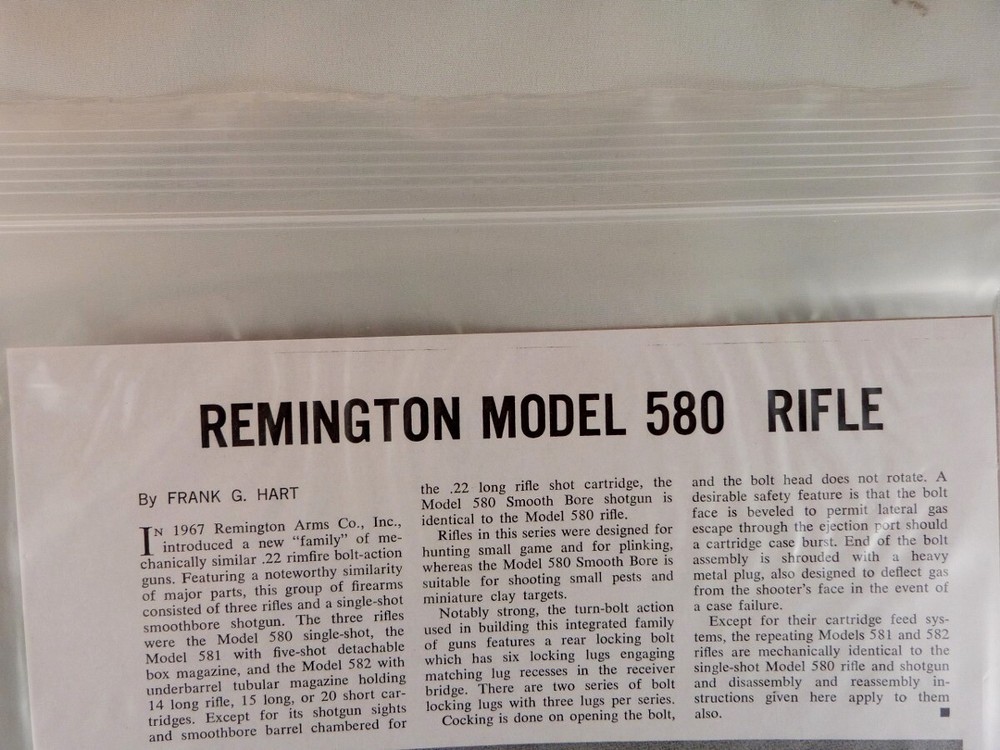 REMINGTON MODEL 580 RIFLE
By FRANK G. HART
IN 1967 Remington Arms Co., Inc.,
introduced a new “family” of me-
chanically similar .22 rimfire bolt-action
guns. Featuring a noteworthy similarity
of major parts, this group of firearms
consisted of three rifles and a single-shot
smoothbore shotgun. The three rifles
were the Model 580 single-shot, the
Model 581 with five-shot detachable
box magazine, and the Model 582 with
underbarrel tubular magazine holding
14 long rifle, 15 long, or 20 short car-
tridges. Except for its shotgun sights
and smoothbore barrel chambered for
the .22 long rifle shot cartridge, the
Model 580 Smooth Bore shotgun is
identical to the Model 580 rifle.
Rifles in this series were designed for
hunting small game and for plinking,
whereas the Model 580 Smooth Bore is
suitable for shooting small pests and
miniature clay targets.
Notably strong, the turn-bolt action
used in building this integrated family
of guns features a rear locking bolt
which has six locking lugs engaging
matching lug recesses in the receiver
bridge. There are two series of bolt
locking lugs with three lugs per series.
Cocking is done on opening the bolt,
and the bolt head does not rotate. A
desirable safety feature is that the bolt
face is beveled to permit lateral gas
escape through the ejection port should
a cartridge case burst. End of the bolt
assembly is shrouded with a heavy
metal plug, also designed to deflect gas
from the shooter's face in the event of
a case failure.
Except for their cartridge feed sys-
tems, the repeating Models 581 and 582
rifles are mechanically identical to the
single-shot Model 580 rifle and shotgun
and disassembly and reassembly in-
structions given here apply to them
also. ■